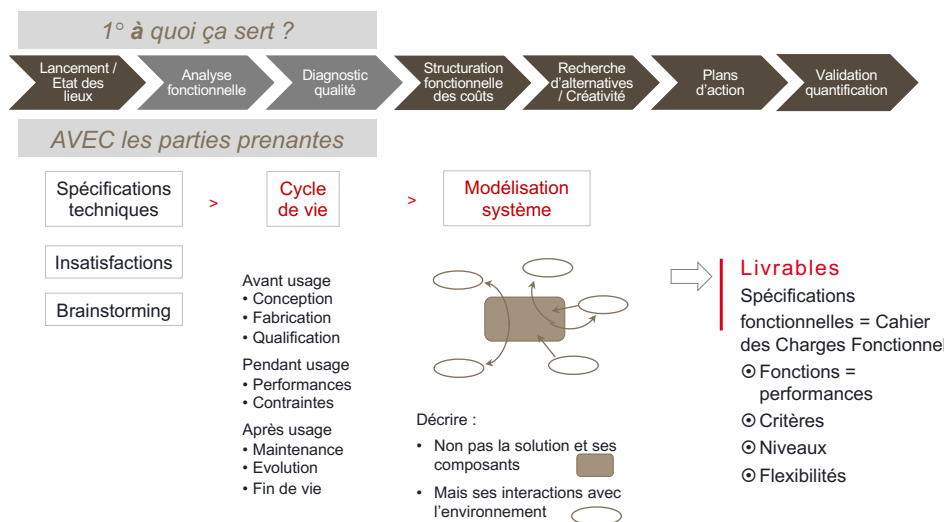 1° à quoi ça sert ?
Lancement /
Etat des
lieux
Analyse
fonctionnelle
Diagnostic
qualité
Structuration
fonctionnelle
des coûts
Recherche
d'alternatives
/ Créativité
Plans
d'action
Validation
quantification
AVEC les parties prenantes
Spécifications
techniques
>
Cycle
de vie
>
Modélisation
système
Insatisfactions
Brainstorming
Avant usage
• Conception
• Fabrication
• Qualification
Pendant usage
• Performances
• Contraintes
Après usage
• Maintenance
• Evolution
• Fin de vie
Décrire :
• Non pas la solution et ses
composants
• Mais ses interactions avec
l'environnement
Livrables
Spécifications
fonctionnelles = Cahier
des Charges Fonctionnel
Fonctions =
performances
Critères
Niveaux
Flexibilités